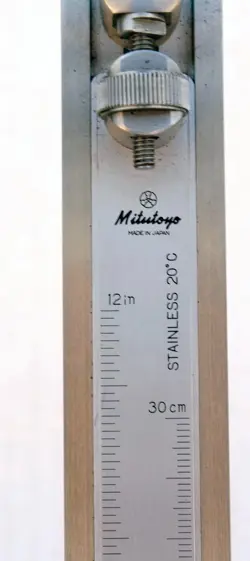 Mitutoyo
MADE IN JAPAN
STAINLESS 20°C
12in
30cm